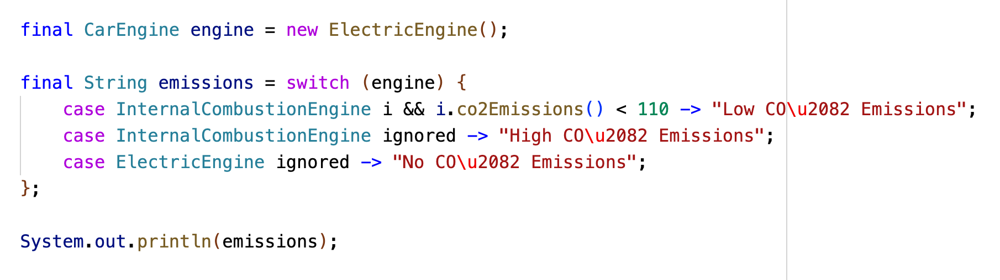 final CarEngine engine = new ElectricEngine();
final String emissions = switch (engine) {
case InternalCombustionEngine i && i.co2Emissions() < 110 -> "Low CO\u2082 Emissions";
case InternalCombustionEngine ignored -> "High CO\u2082 Emissions";
case ElectricEngine ignored -> "No CO\u2082 Emissions";
};
System.out.println(emissions);